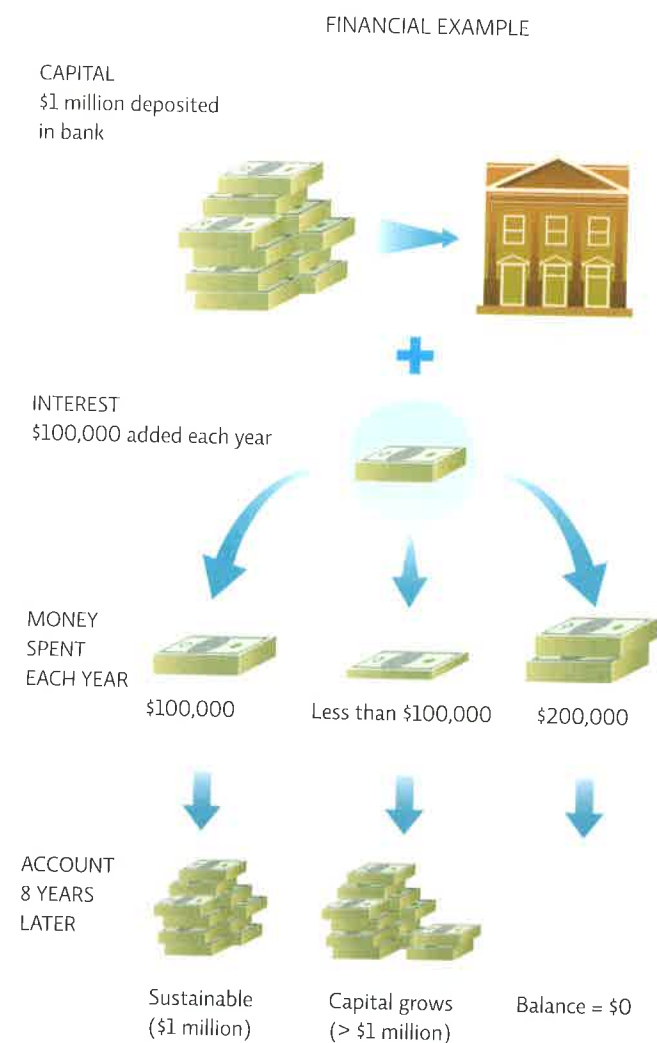 FINANCIAL EXAMPLE
CAPITAL
$1 million deposited
in bank
INTEREST
$100,000 added each year
MONEY
SPENT
EACH YEAR
$100,000
Less than $100,000
$200,000
ACCOUNT
8 YEARS
LATER
Sustainable
($1 million)
Capital grows
(> $1 million)
Balance = $0